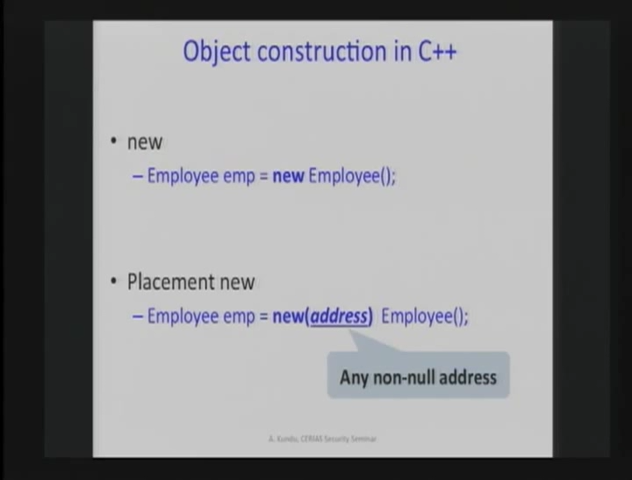 Object construction in C++
• new
– Employee emp = new Employee();
• Placement new
– Employee emp = new(address) Employee();
Any non-null address
A. Kundu, CERIAS Security Seminar